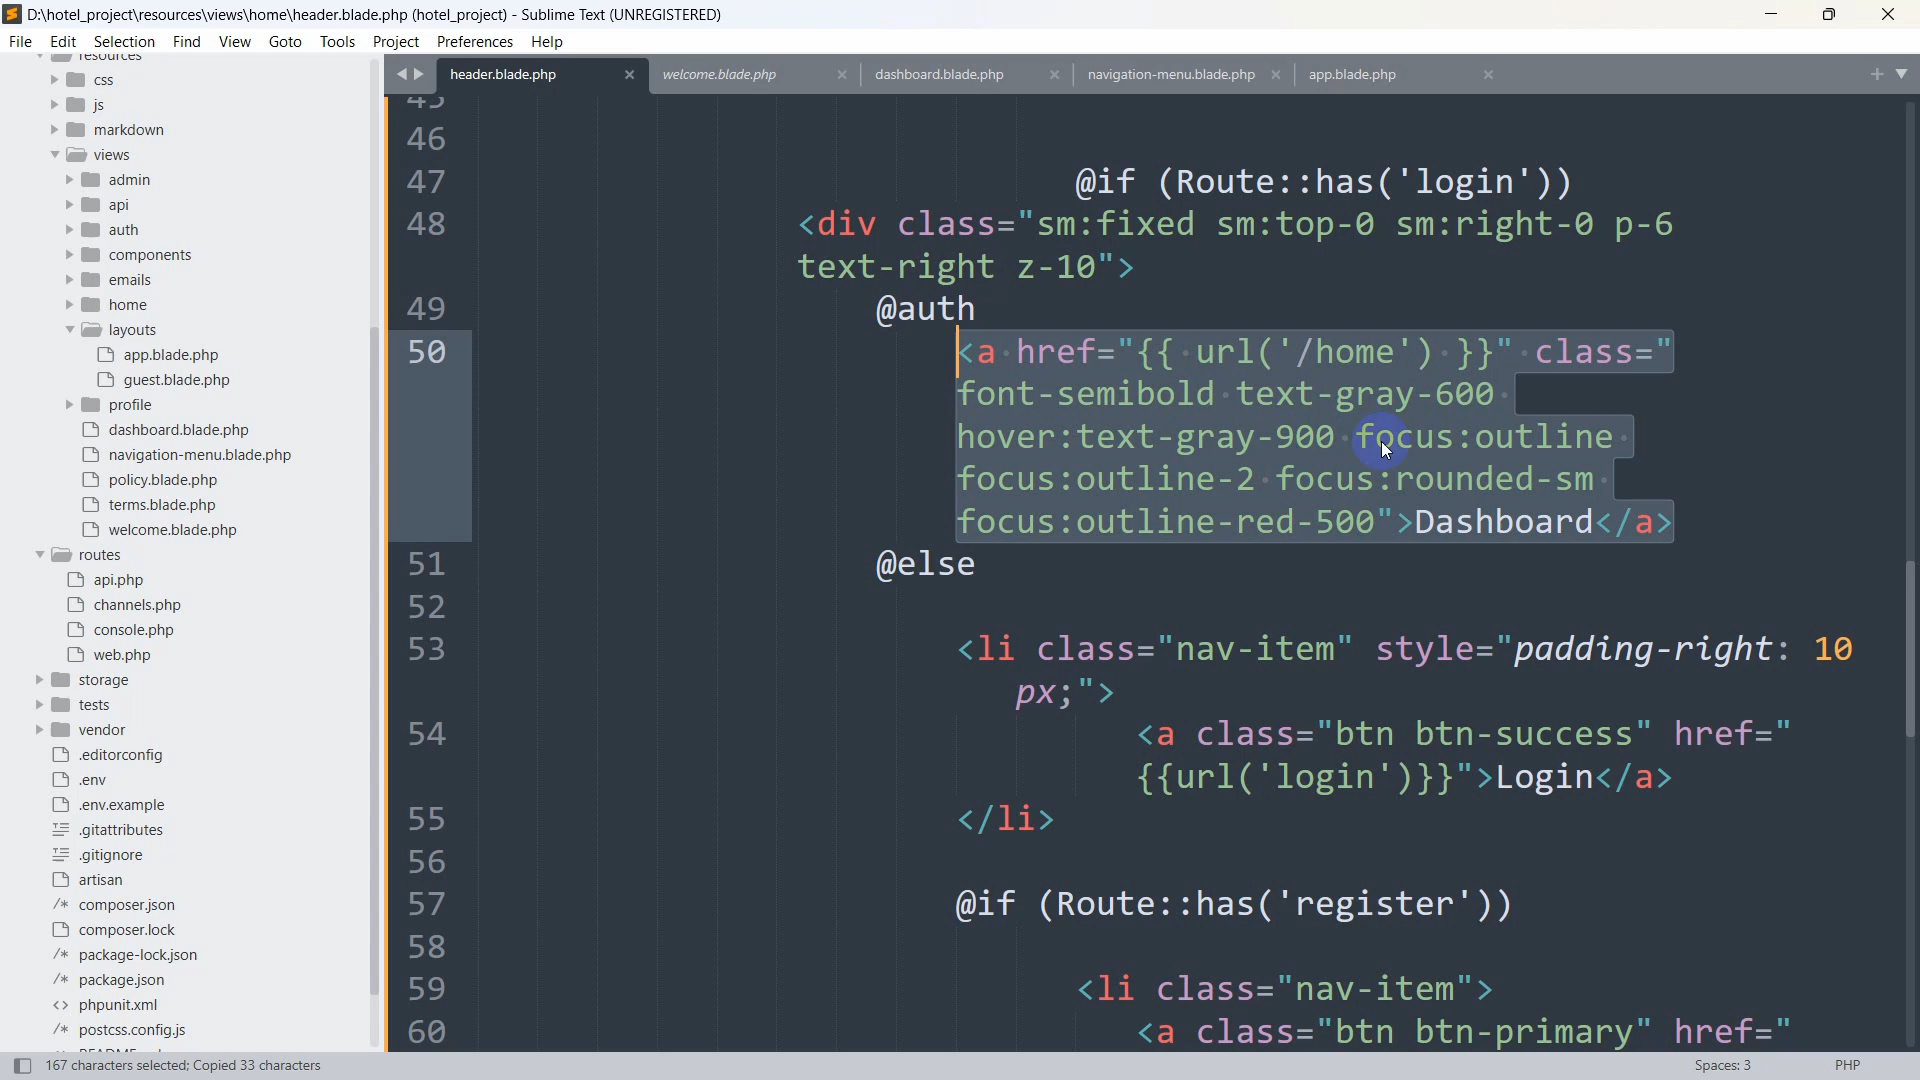 D:\hotel_project\resources\views\home\header.blade.php (hotel_project) - Sublime Text (UNREGISTERED)
File Edit Selection Find View Goto Tools Project Preferences Help
resources
css
js
markdown
views
admin
api
auth
components
emails
home
layouts
app.blade.php
guest.blade.php
profile
dashboard.blade.php
navigation-menu.blade.php
policy.blade.php
terms.blade.php
welcome.blade.php
routes
api.php
channels.php
console.php
web.php
storage
tests
vendor
.editorconfig
.env
.env.example
.gitattributes
.gitignore
artisan
/* composer.json
composer.lock
/* package-lock.json
/* package.json
<> phpunit.xml
/* postcss.config.js
header.blade.php welcome.blade.php dashboard.blade.php navigation-menu.blade.php app.blade.php
45
46
47 @if (Route::has('login'))
48 <div class="sm:fixed sm:top-0 sm:right-0 p-6
text-right z-10">
49 @auth
50 <a href="{{ url('/home') }}" class="
font-semibold text-gray-600
hover:text-gray-900 focus:outline
focus:outline-2 focus:rounded-sm
focus:outline-red-500">Dashboard</a>
51 @else
52
53 <li class="nav-item" style="padding-right: 10
px;">
54 <a class="btn btn-success" href="
{{url('login')}}">Login</a>
55 </li>
56
57 @if (Route::has('register'))
58
59 <li class="nav-item">
60 <a class="btn btn-primary" href="
167 characters selected; Copied 33 characters
Spaces: 3 PHP